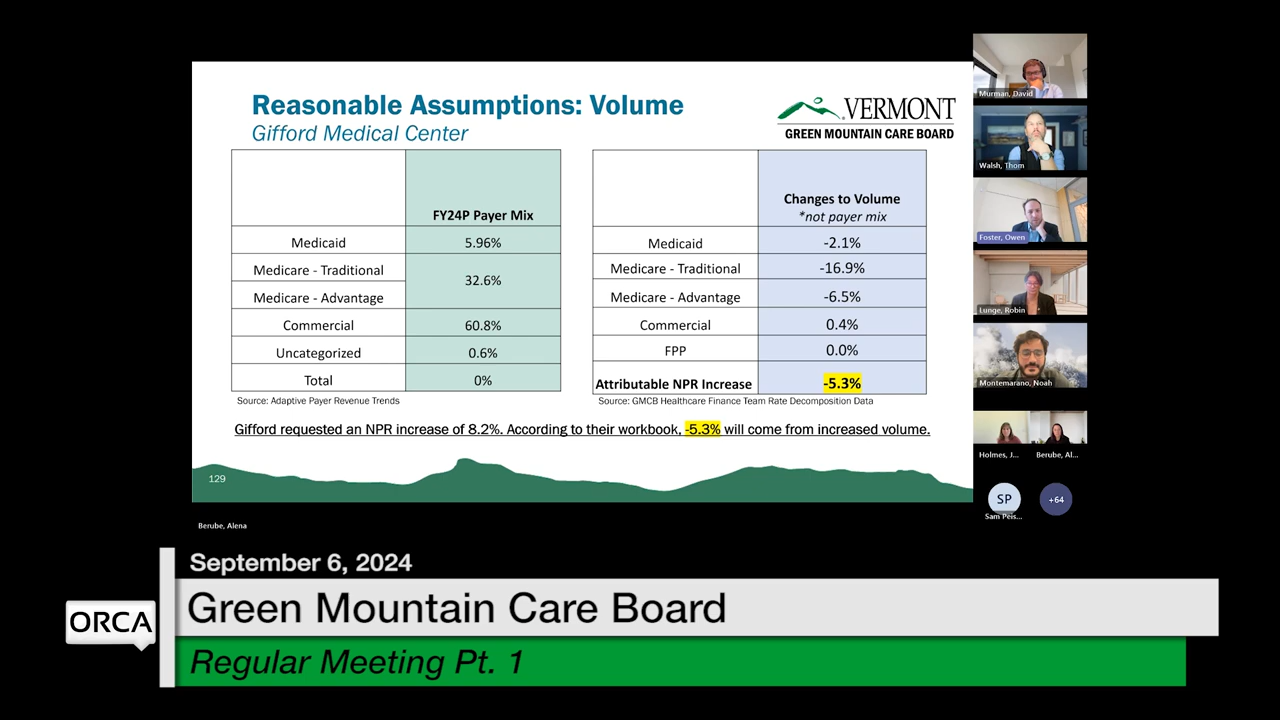 Reasonable Assumptions: Volume
Gifford Medical Center
VERMONT
GREEN MOUNTAIN CARE BOARD
FY24P Payer Mix
Medicaid 5.96%
Medicare - Traditional
32.6%
Medicare - Advantage
Commercial 60.8%
Uncategorized 0.6%
Total 0%
Source: Adaptive Payer Revenue Trends
Changes to Volume
*not payer mix
Medicaid -2.1%
Medicare - Traditional -16.9%
Medicare - Advantage -6.5%
Commercial 0.4%
FPP 0.0%
Attributable NPR Increase -5.3%
Source: GMCB Healthcare Finance Team Rate Decomposition Data
Gifford requested an NPR increase of 8.2%. According to their workbook, -5.3% will come from increased volume.
129
Berube, Alena
Murman, David
Walsh, Thom
Foster, Owen
Lunge, Robin
Montemarano, Noah
Holmes, J...
Berube, Al...
SP
+64
Sam Peis...
September 6, 2024
ORCA
Green Mountain Care Board
Regular Meeting Pt. 1